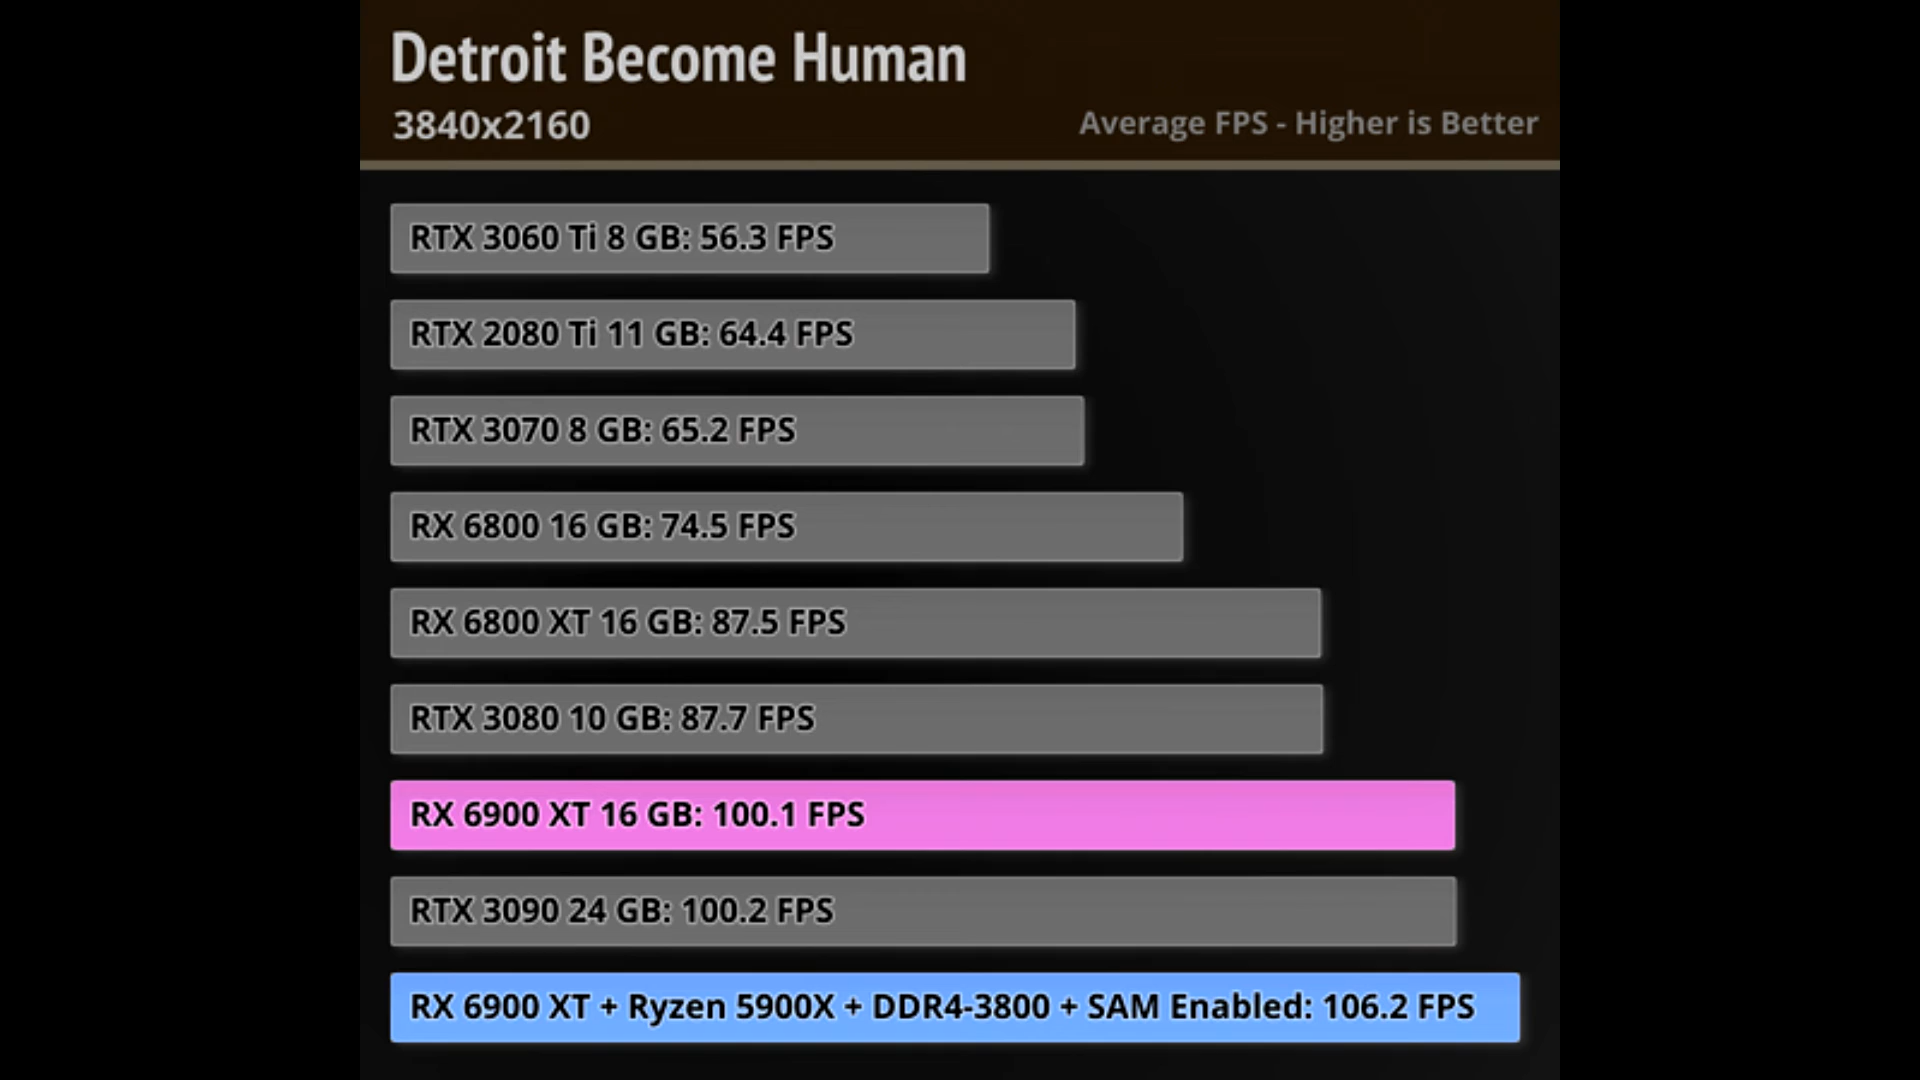 Detroit Become Human
3840x2160
Average FPS - Higher is Better
RTX 3060 Ti 8 GB: 56.3 FPS
RTX 2080 Ti 11 GB: 64.4 FPS
RTX 3070 8 GB: 65.2 FPS
RX 6800 16 GB: 74.5 FPS
RX 6800 XT 16 GB: 87.5 FPS
RTX 3080 10 GB: 87.7 FPS
RX 6900 XT 16 GB: 100.1 FPS
RTX 3090 24 GB: 100.2 FPS
RX 6900 XT + Ryzen 5900X + DDR4-3800 + SAM Enabled: 106.2 FPS